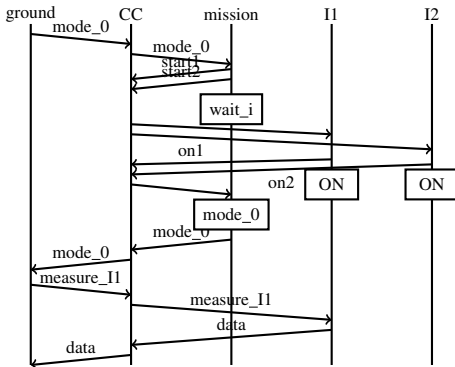 ground CC mission I1 I2
mode_0
mode_0
start1
start2
wait_i
on1
on2 ON ON
mode_0
mode_0
mode_0
measure_I1
measure_I1
data
data